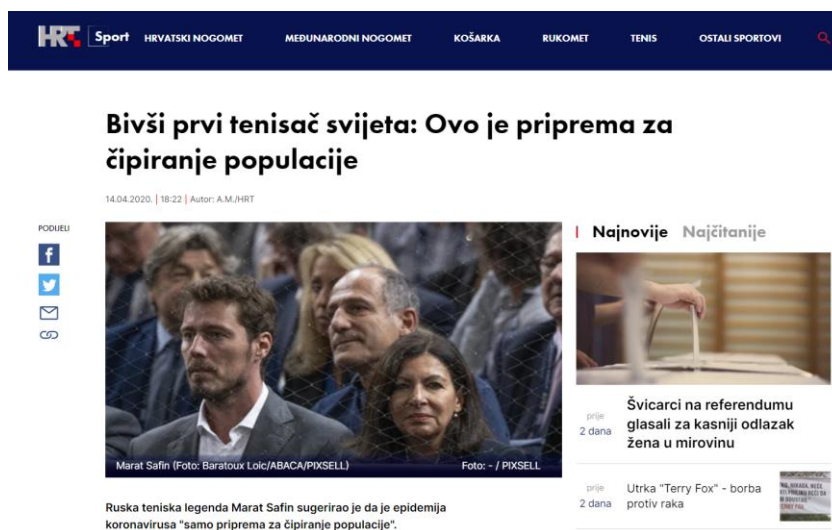 HRT Sport HRVATSKI NOGOMET MEĐUNARODNI NOGOMET KOŠARKA RUKOMET TENIS OSTALI SPORTOVI
Bivši prvi tenisač svijeta: Ovo je priprema za
čipiranje populacije
14.04.2020. | 18:22 | Autor: A.M./HRT
PODIJELI
Najnovije Najčitanije
Marat Safin (Foto: Baratoux Loic/ABACA/PIXSELL) Foto: - / PIXSELL
prije
2 dana
Švicarci na referendumu
glasali za kasniji odlazak
žena u mirovinu
prije
2 dana
Utrka "Terry Fox" - borba
protiv raka
Ruska teniska legenda Marat Safin sugerirao je da je epidemija
koronavirusa "samo priprema za čipiranje populacije".